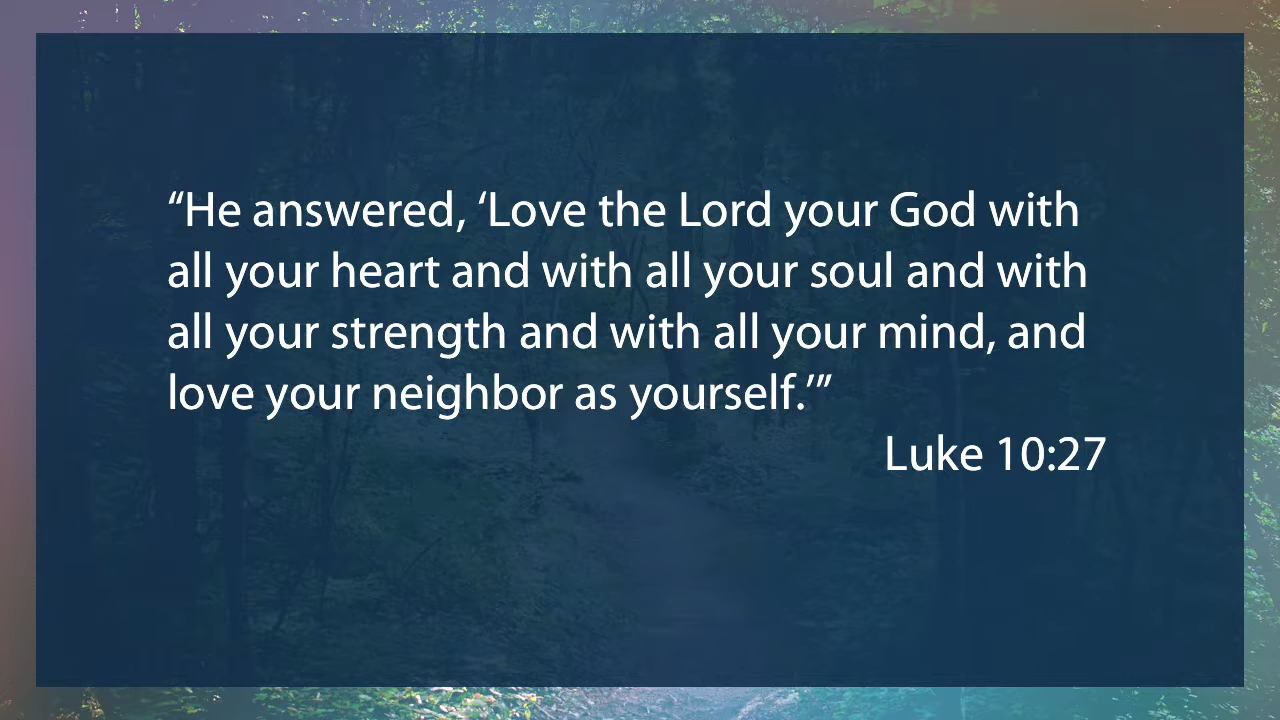 “He answered, ‘Love the Lord your God with
all your heart and with all your soul and with
all your strength and with all your mind, and
love your neighbor as yourself.’”
Luke 10:27